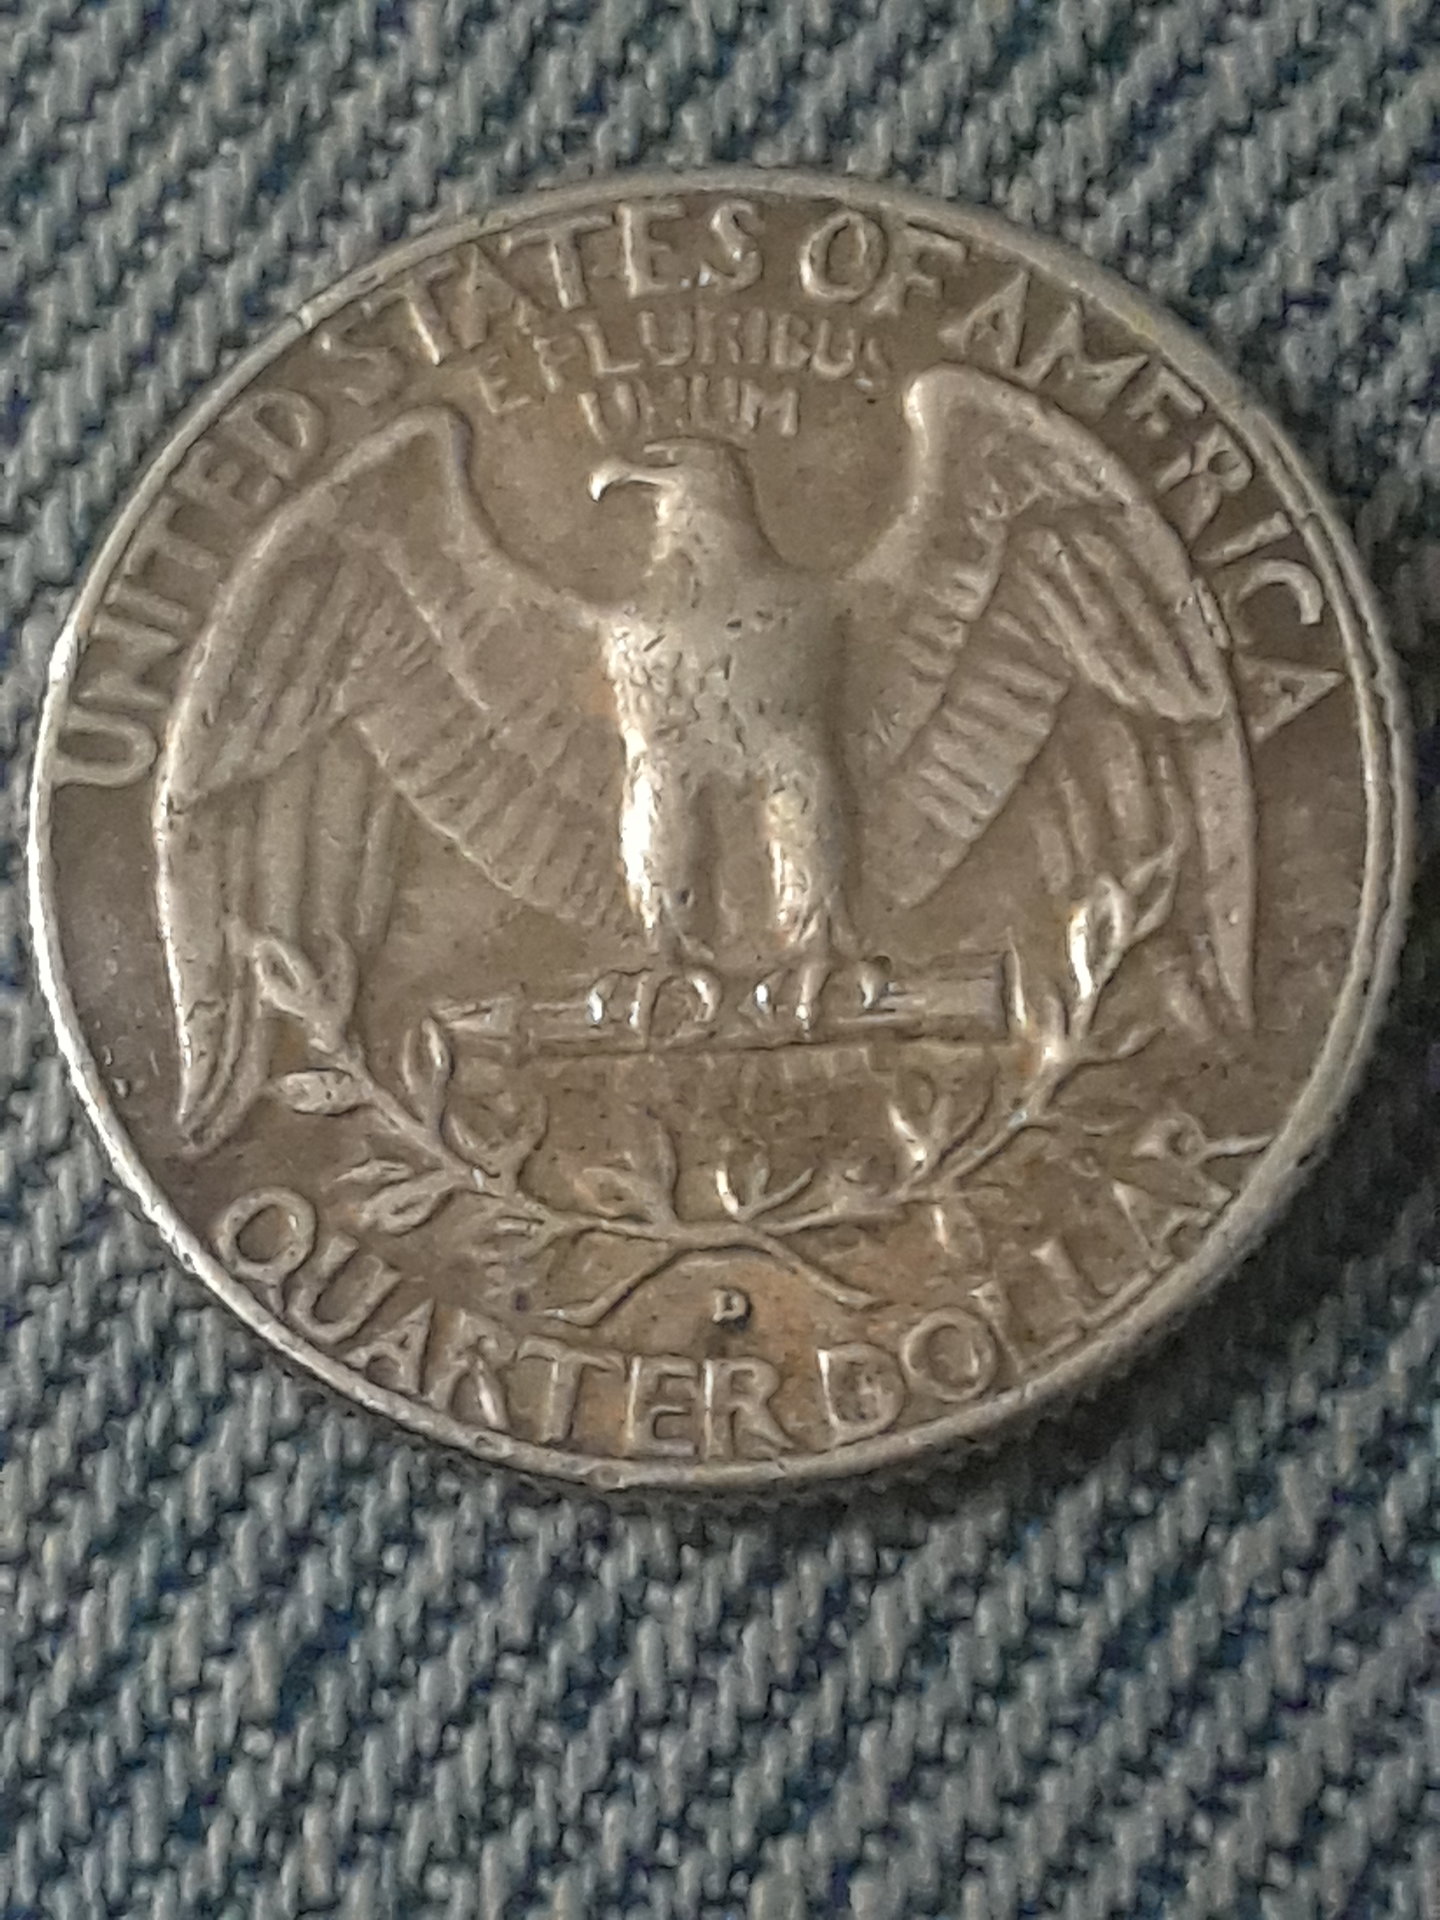 UNITED STATES OF AMERICA
E PLURIBUS
UNUM
D
QUARTER DOLLAR